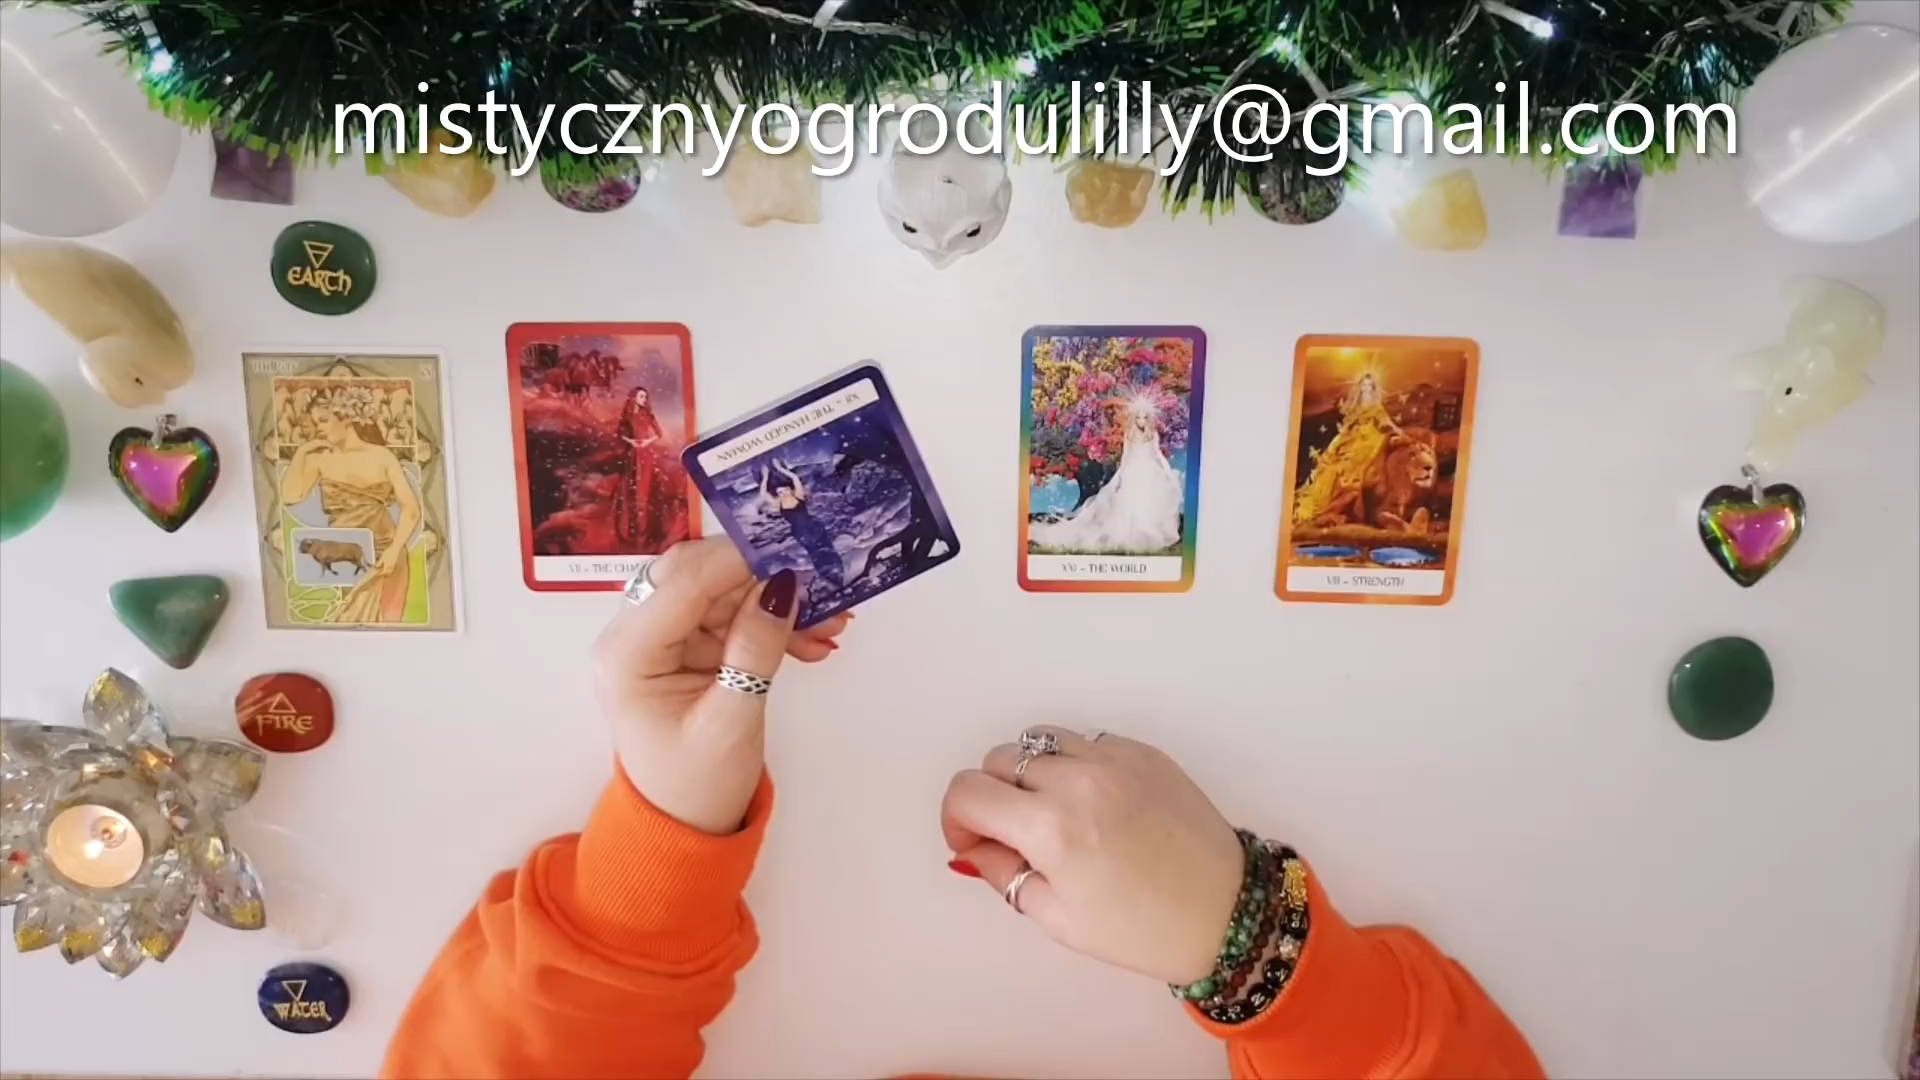 mistycznyogrodulilly@gmail.com
EARTH
XII - THE HANGED WOMAN
XXI - THE WORLD
VIII - STRENGTH
FIRE
WATER